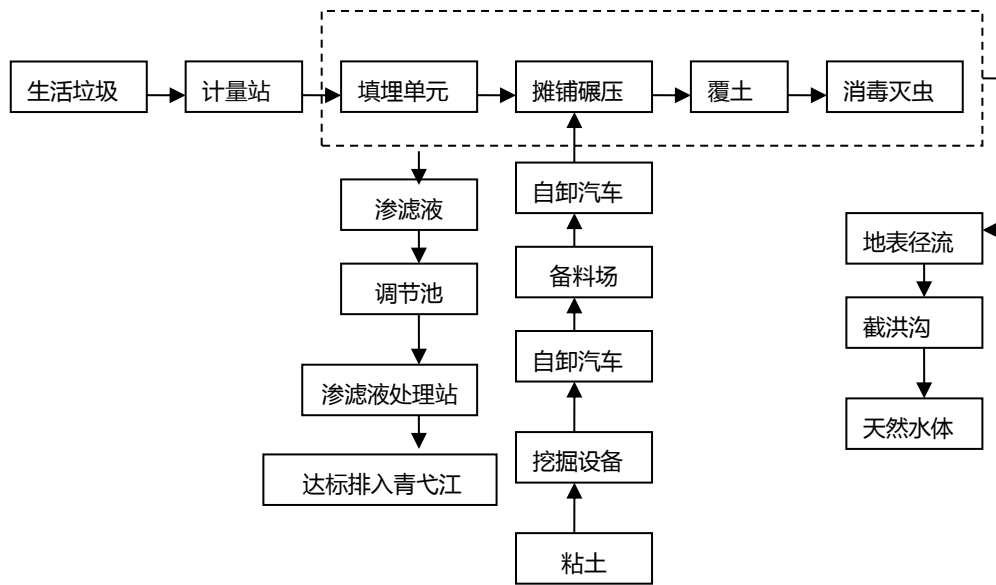 生活垃圾
计量站
填埋单元
摊铺碾压
覆土
消毒灭虫
渗滤液
调节池
渗滤液处理站
达标排入青弋江
自卸汽车
备料场
自卸汽车
挖掘设备
粘土
地表径流
截洪沟
天然水体